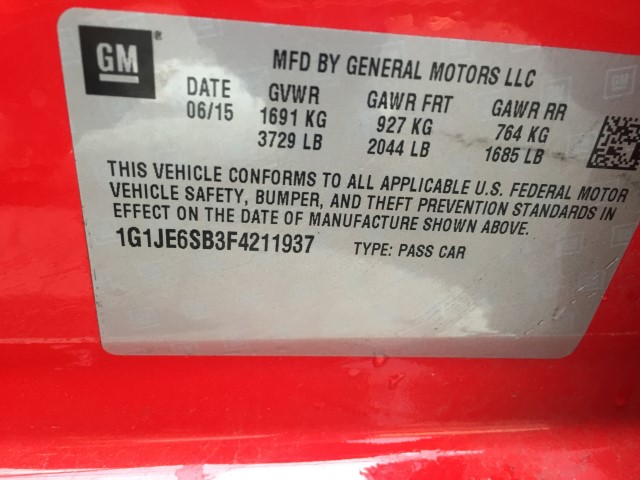 GM
MFD BY GENERAL MOTORS LLC
DATE GVWR GAWR FRT GAWR RR
06/15 1691 KG 927 KG 764 KG
3729 LB 2044 LB 1685 LB
THIS VEHICLE CONFORMS TO ALL APPLICABLE U.S. FEDERAL MOTOR
VEHICLE SAFETY, BUMPER, AND THEFT PREVENTION STANDARDS IN
EFFECT ON THE DATE OF MANUFACTURE SHOWN ABOVE.
1G1JE6SB3F4211937 TYPE: PASS CAR